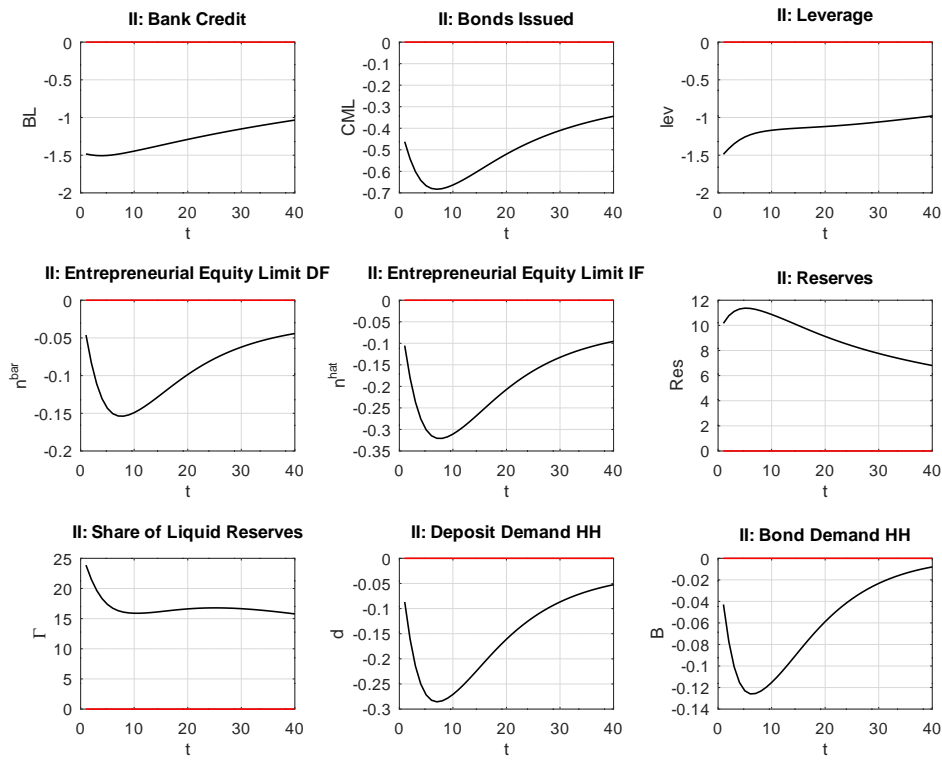 II: Bank Credit
0
-0.5
-1
-1.5
-2
BL
0 10 20 30 40
t
II: Bonds Issued
0
-0.1
-0.2
-0.3
-0.4
-0.5
-0.6
-0.7
CML
0 10 20 30 40
t
II: Leverage
0
-0.5
-1
-1.5
-2
lev
0 10 20 30 40
t
II: Entrepreneurial Equity Limit DF
0
-0.05
-0.1
-0.15
-0.2
n^bar
0 10 20 30 40
t
II: Entrepreneurial Equity Limit IF
0
-0.05
-0.1
-0.15
-0.2
-0.25
-0.3
-0.35
n^hat
0 10 20 30 40
t
II: Reserves
12
10
8
6
4
2
0
Res
0 10 20 30 40
t
II: Share of Liquid Reserves
25
20
15
10
5
0
Γ
0 10 20 30 40
t
II: Deposit Demand HH
0
-0.05
-0.1
-0.15
-0.2
-0.25
-0.3
d
0 10 20 30 40
t
II: Bond Demand HH
0
-0.02
-0.04
-0.06
-0.08
-0.1
-0.12
-0.14
B
0 10 20 30 40
t